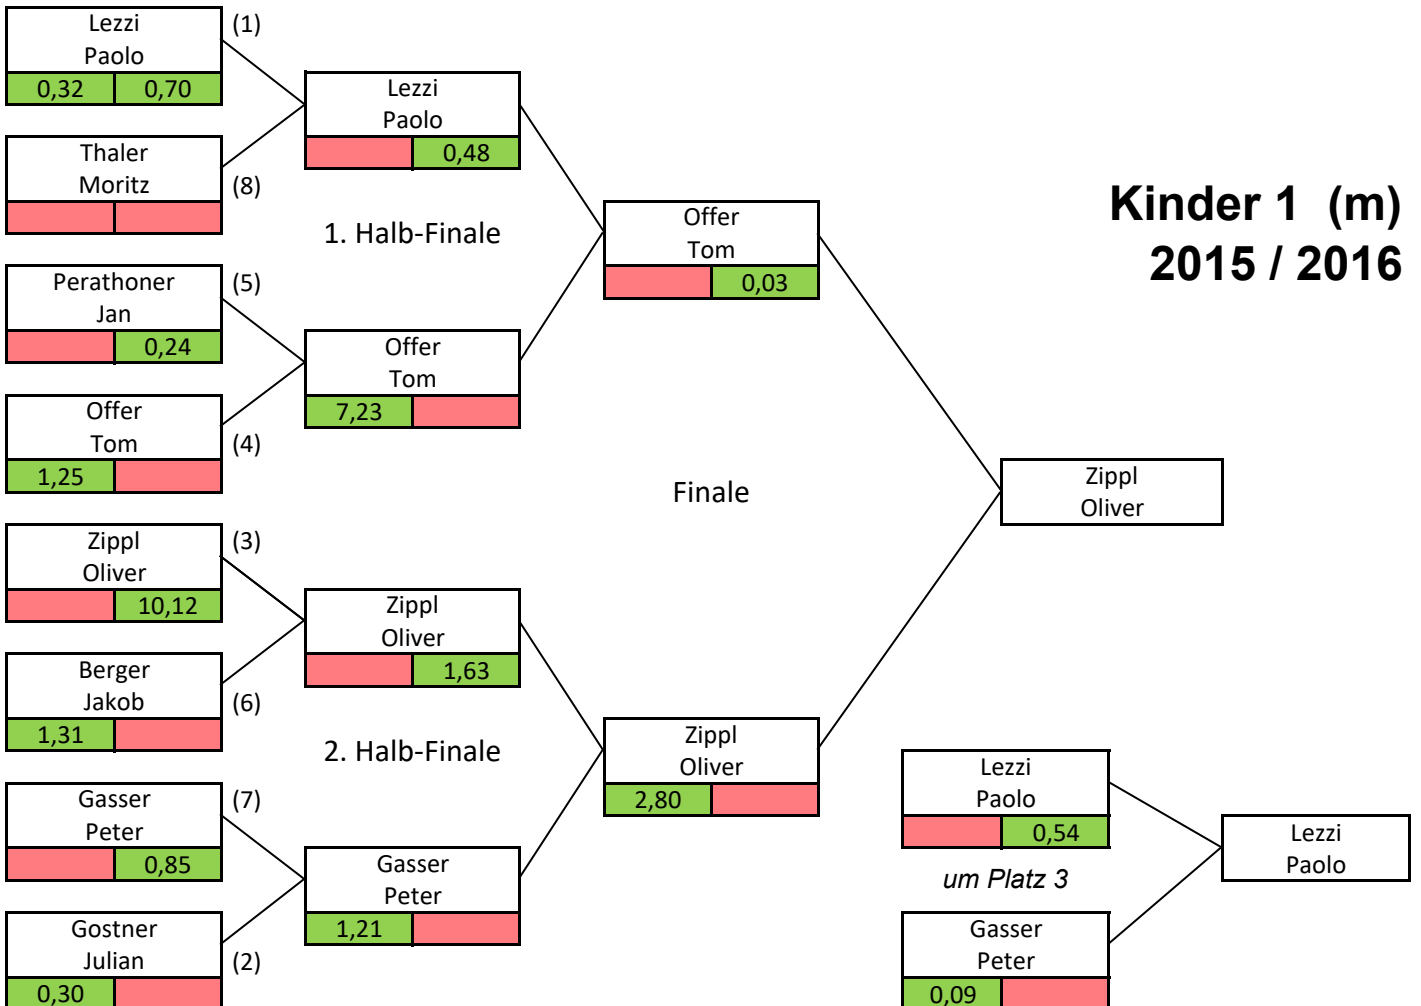 Lezzi
Paolo
0,32 0,70
(1)
Thaler
Moritz
(8)
Perathoner
Jan
0,24
(5)
Offer
Tom
1,25
(4)
Zippl
Oliver
10,12
(3)
Berger
Jakob
1,31
(6)
Gasser
Peter
0,85
(7)
Gostner
Julian
0,30
(2)
Lezzi
Paolo
0,48
1. Halb-Finale
Offer
Tom
7,23
Zippl
Oliver
1,63
2. Halb-Finale
Gasser
Peter
1,21
Offer
Tom
0,03
Finale
Zippl
Oliver
2,80
Kinder 1 (m)
2015 / 2016
Zippl
Oliver
Lezzi
Paolo
0,54
um Platz 3
Gasser
Peter
0,09
Lezzi
Paolo